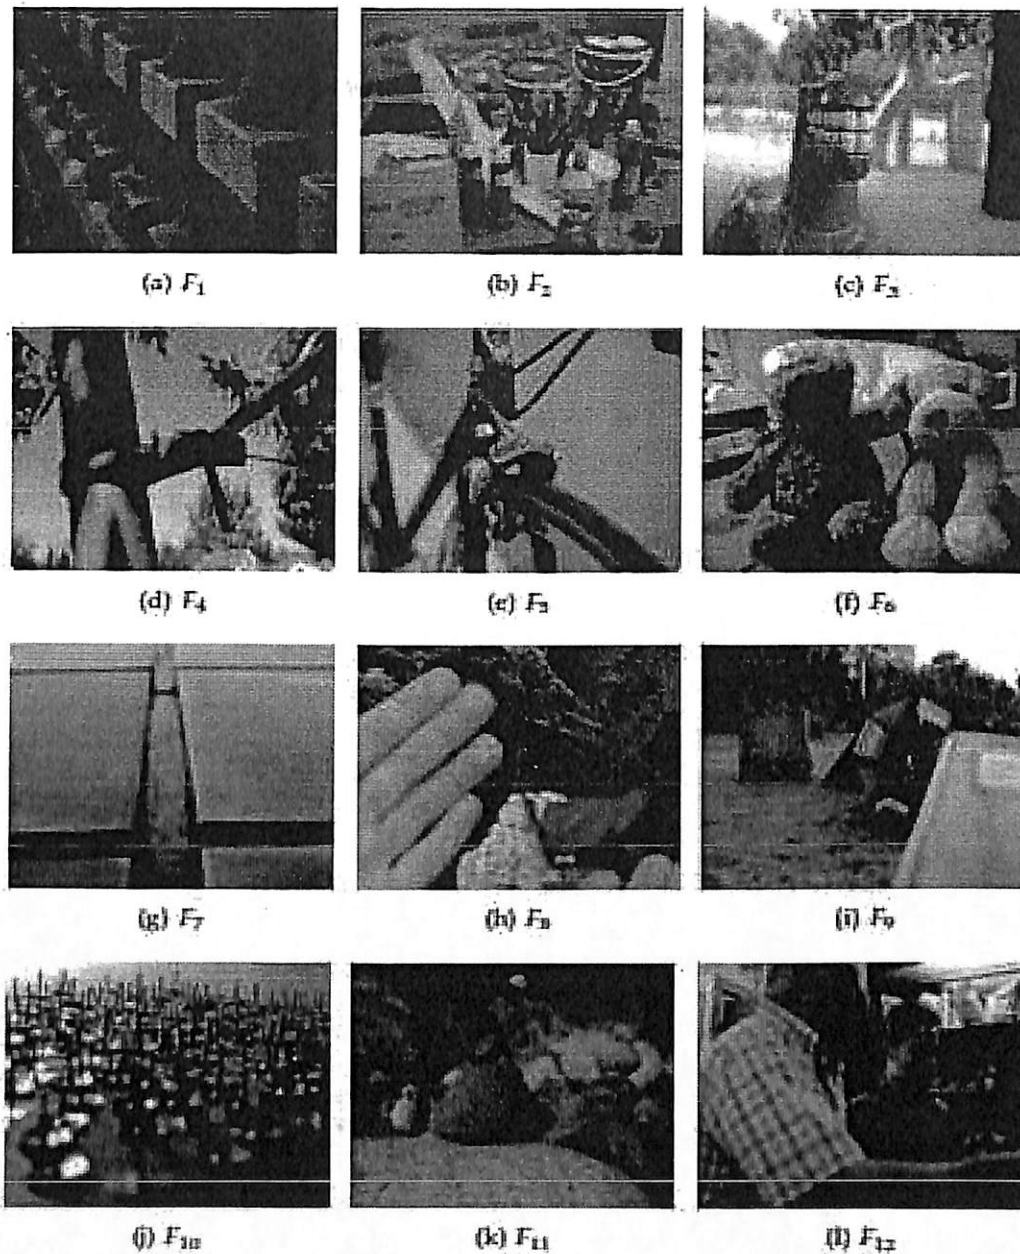 (a) F₁ (b) F₂ (c) F₃
(d) F₄ (e) F₅ (f) F₆
(g) F₇ (h) F₈ (i) F₉
(j) F₁₀ (k) F₁₁ (l) F₁₂